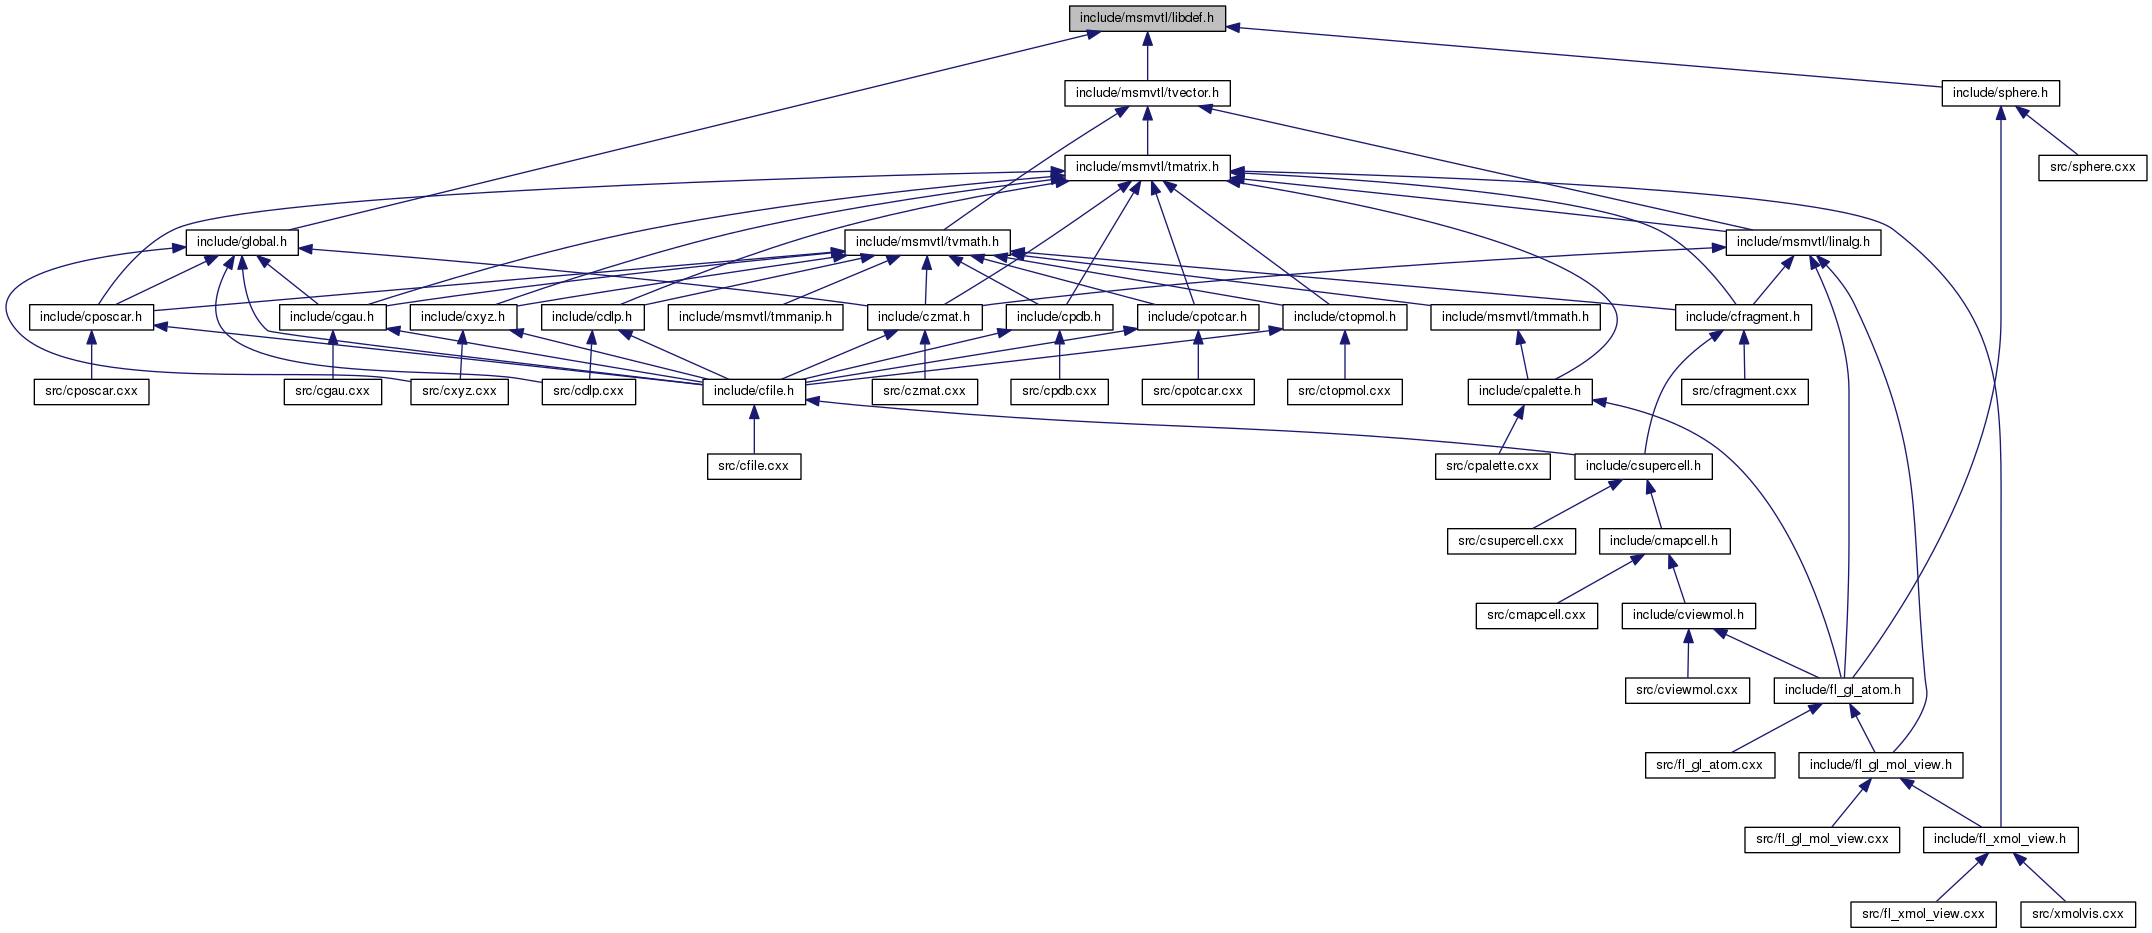 include/msmvtl/libdef.h
include/msmvtl/tvector.h
include/sphere.h
include/msmvtl/tmatrix.h
src/sphere.cxx
include/global.h
include/msmvtl/tvmath.h
include/msmvtl/linalg.h
include/cposcar.h
include/cgau.h
include/cxyz.h
include/cdlp.h
include/msmvtl/tmmanip.h
include/czmat.h
include/cpdb.h
include/cpotcar.h
include/ctopmol.h
include/msmvtl/tmmath.h
include/cfragment.h
src/cposcar.cxx
src/cgau.cxx
src/cxyz.cxx
src/cdlp.cxx
include/cfile.h
src/czmat.cxx
src/cpdb.cxx
src/cpotcar.cxx
src/ctopmol.cxx
include/cpalette.h
src/cfragment.cxx
src/cfile.cxx
src/cpalette.cxx
include/csupercell.h
src/csupercell.cxx
include/cmapcell.h
src/cmapcell.cxx
include/cviewmol.h
src/cviewmol.cxx
include/fl_gl_atom.h
src/fl_gl_atom.cxx
include/fl_gl_mol_view.h
src/fl_gl_mol_view.cxx
include/fl_xmol_view.h
src/fl_xmol_view.cxx
src/xmolvis.cxx